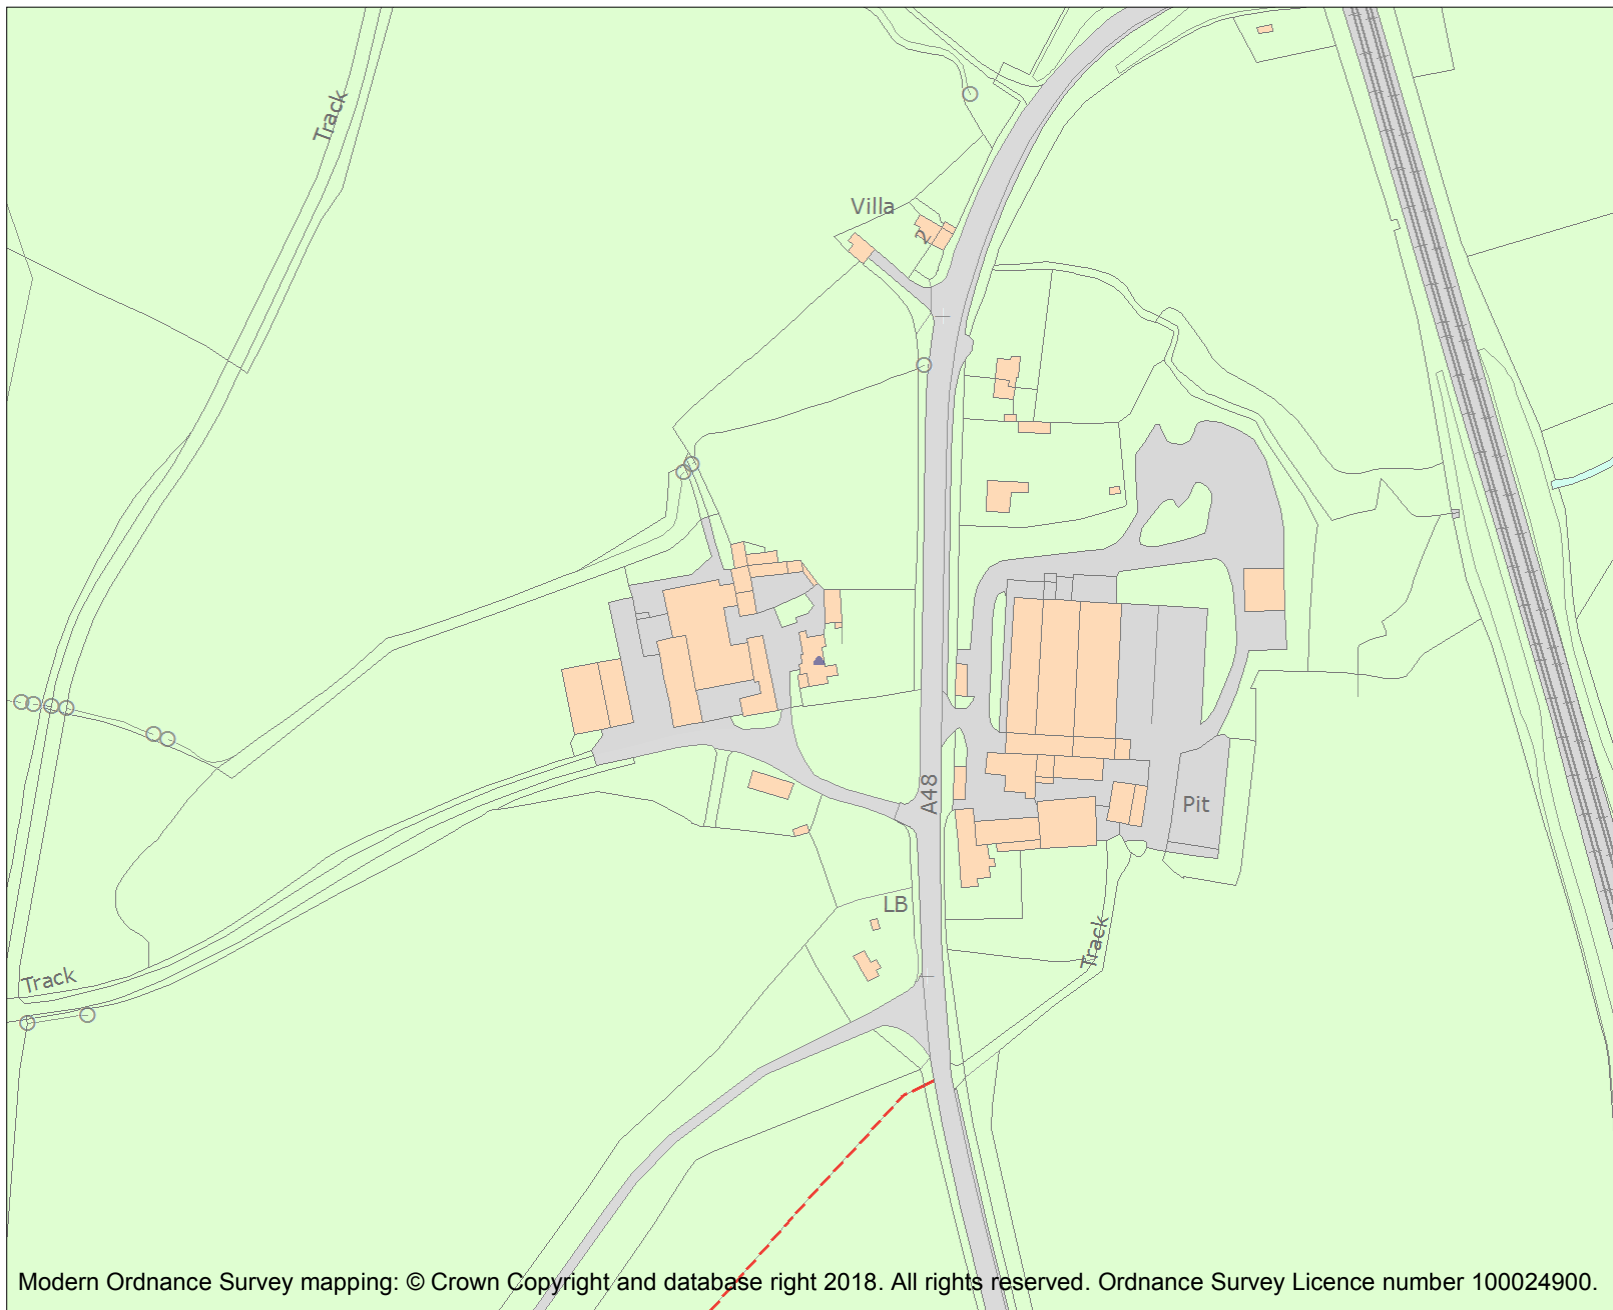 Track
Villa
2
A48
Pit
LB
Track
Track
Modern Ordnance Survey mapping: © Crown Copyright and database right 2018. All rights reserved. Ordnance Survey Licence number 100024900.